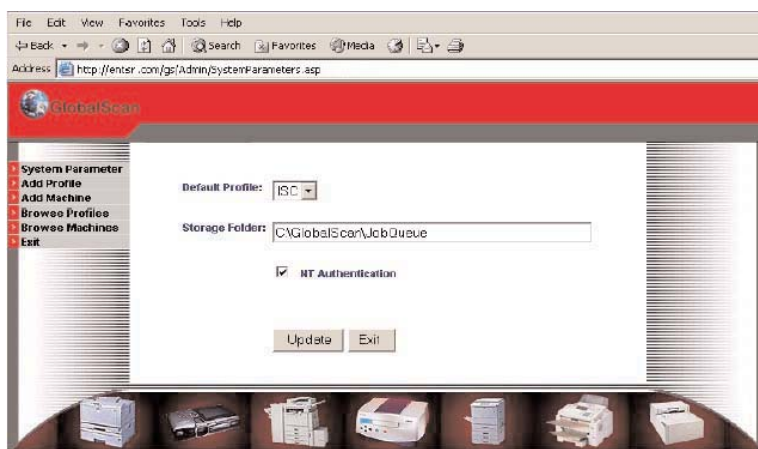 File Edit View Favorites Tools Help
Back Search Favorites Media
Address http://entsr.com/gs/Admin/SystemParameters.asp
GlobalScan
System Parameter
Add Profile
Add Machine
Browse Profiles
Browse Machines
Exit
Default Profile: ISC
Storage Folder: C\GlobalScan\JobQueue
NT Authentication
Update Exit